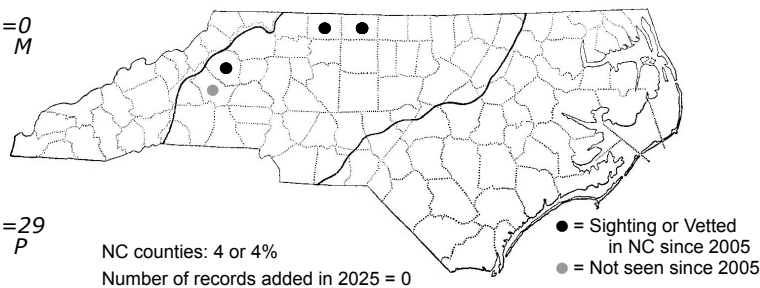 =0
M
=29
P
NC counties: 4 or 4%
Number of records added in 2025 = 0
● = Sighting or Vetted
in NC since 2005
● = Not seen since 2005